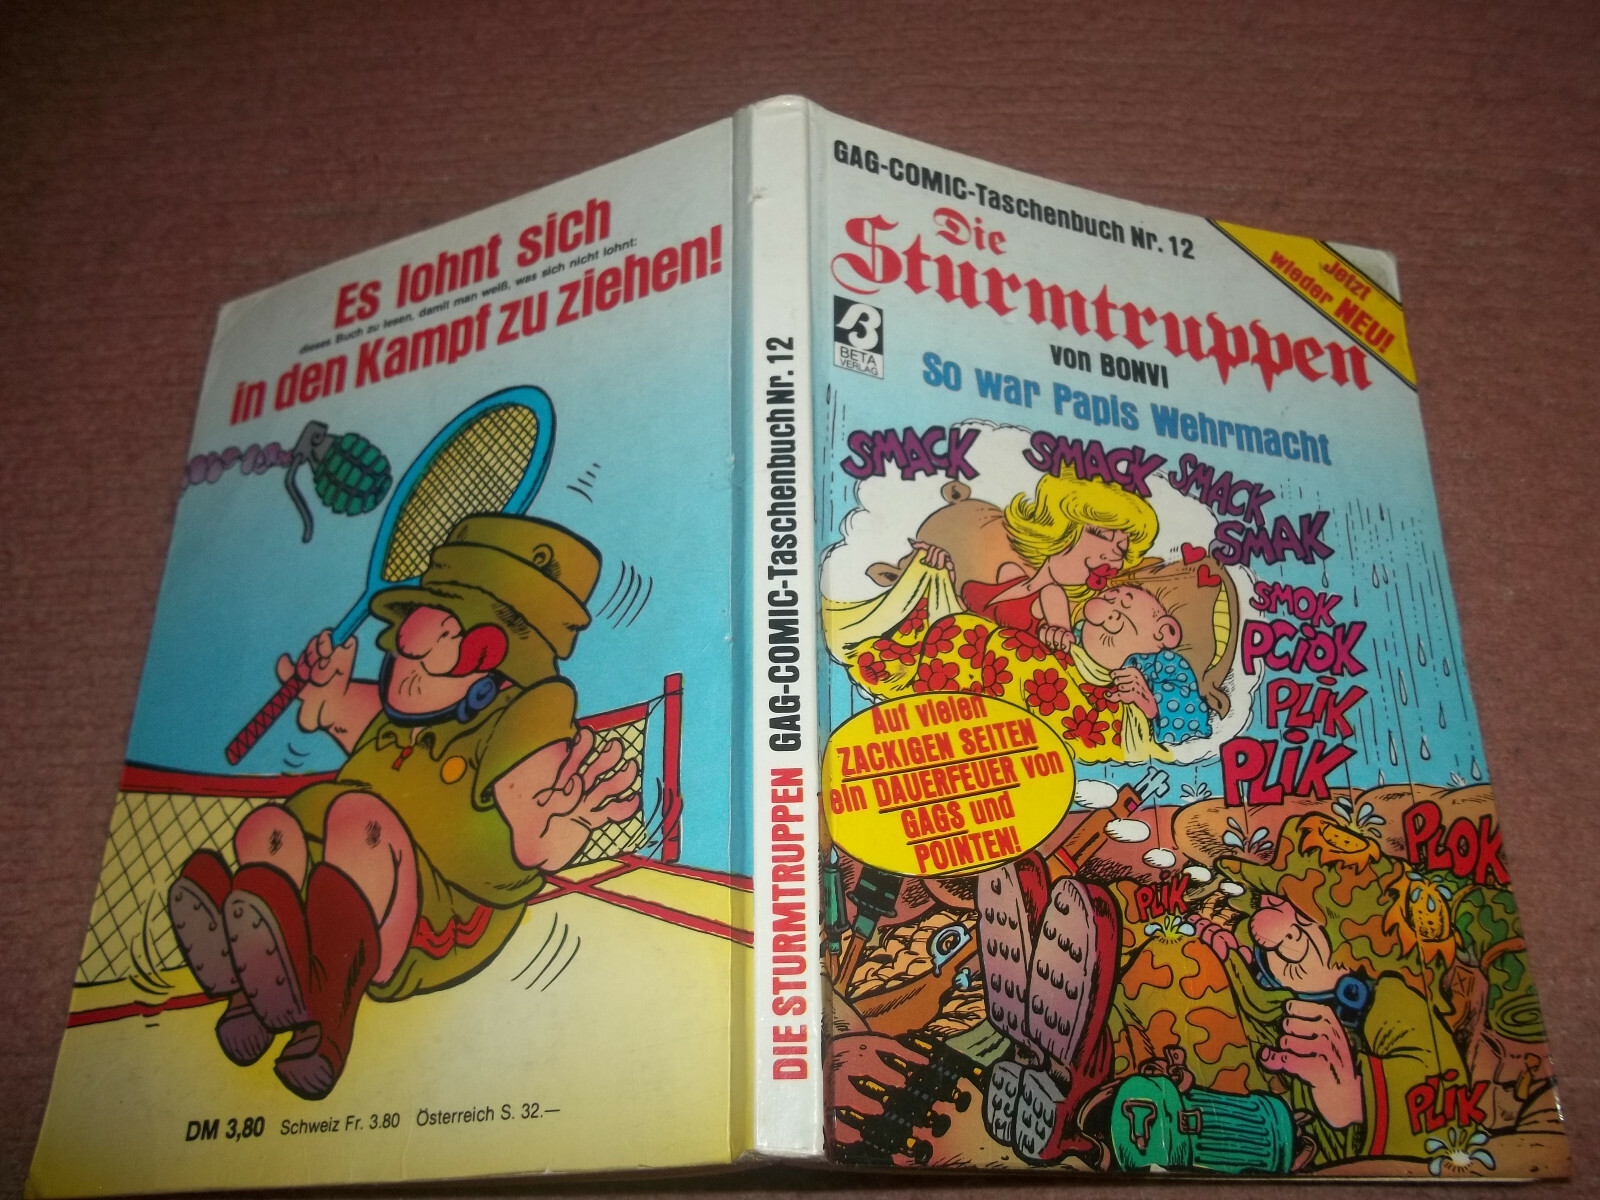 Es lohnt sich
dieses Buch zu lesen, damit man weiß, was sich nicht lohnt:
in den Kampf zu ziehen!
DM 3,80 Schweiz Fr. 3.80 Österreich S. 32.—
DIE STURMTRUPPEN GAG-COMIC-Taschenbuch Nr. 12
GAG-COMIC-Taschenbuch Nr. 12
Die
Sturmtruppen
von BONVI
So war Papis Wehrmacht
Jetzt
wieder NEU!
B
BETA
VERLAG
SMACK
SMACK
SMACK
SMAK
SMOK
PCiOK
PLiK
PLiK
Auf vielen
ZACKIGEN SEITEN
ein DAUERFEUER von
GAGS und
POINTEN!
PLOK
PLiK
PLiK